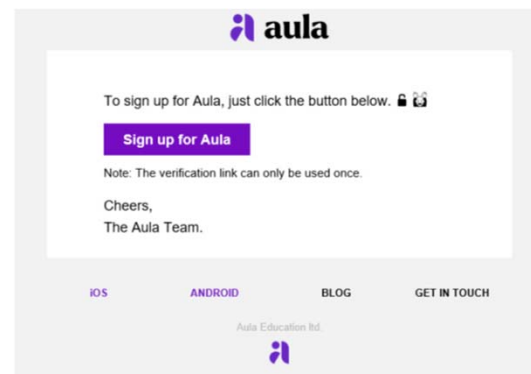 aula
To sign up for Aula, just click the button below. 🔓 🐰
Sign up for Aula
Note: The verification link can only be used once.
Cheers,
The Aula Team.
iOS ANDROID BLOG GET IN TOUCH
Aula Education ltd.